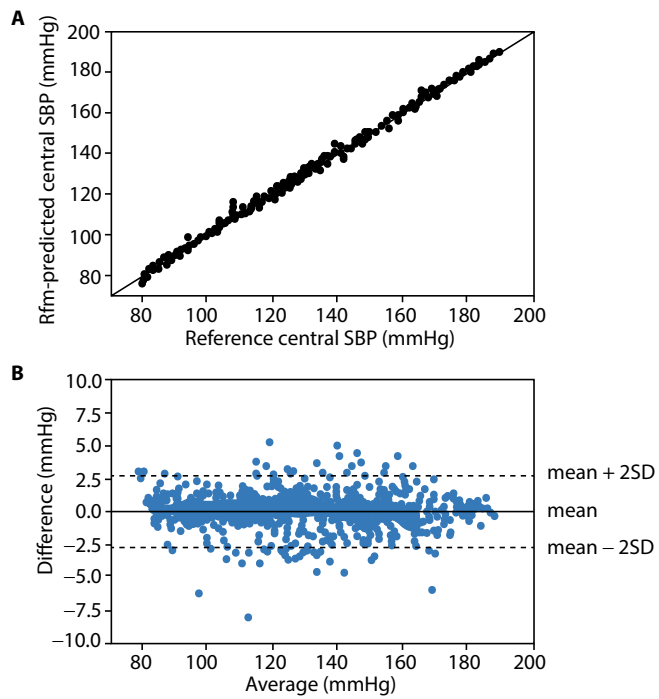 A
Rfm-predicted central SBP (mmHg)
200
180
160
140
120
100
80
80 100 120 140 160 180 200
Reference central SBP (mmHg)
B
Difference (mmHg)
10.0
7.5
5.0
2.5
0.0
−2.5
−5.0
−7.5
−10.0
mean + 2SD
mean
mean − 2SD
80 100 120 140 160 180 200
Average (mmHg)